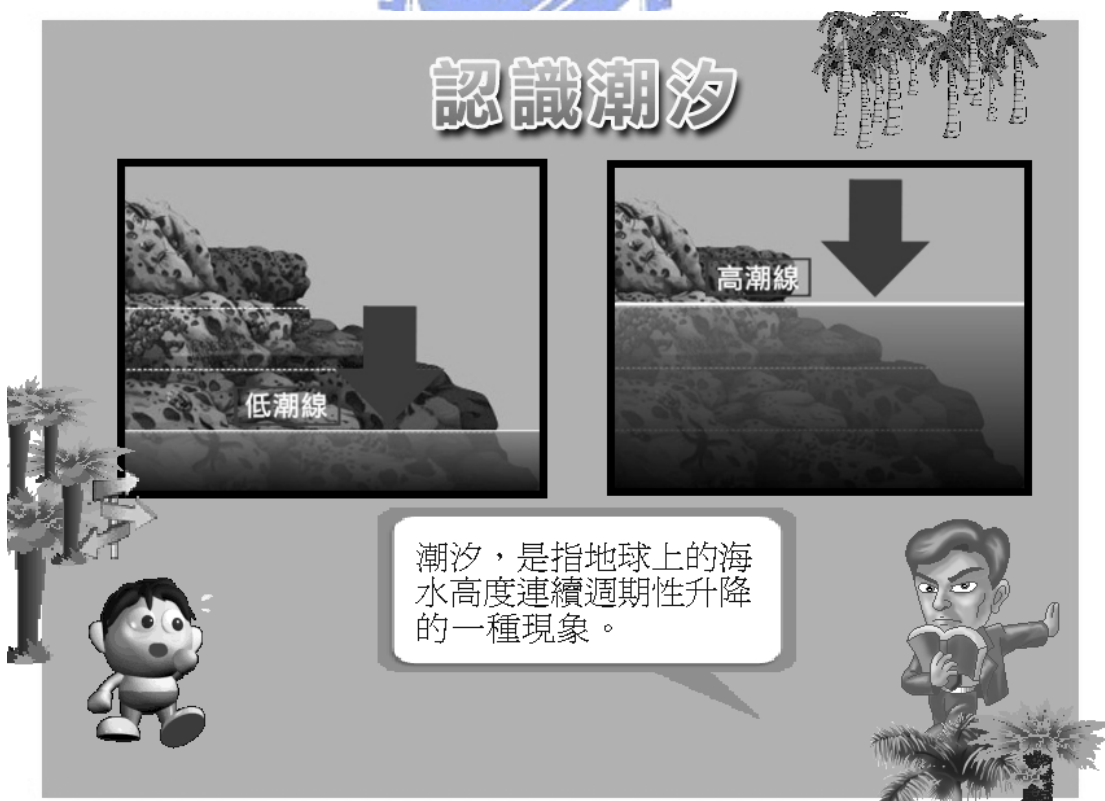 認識潮汐
低潮線
高潮線
潮汐，是指地球上的海
水高度連續週期性升降
的一種現象。